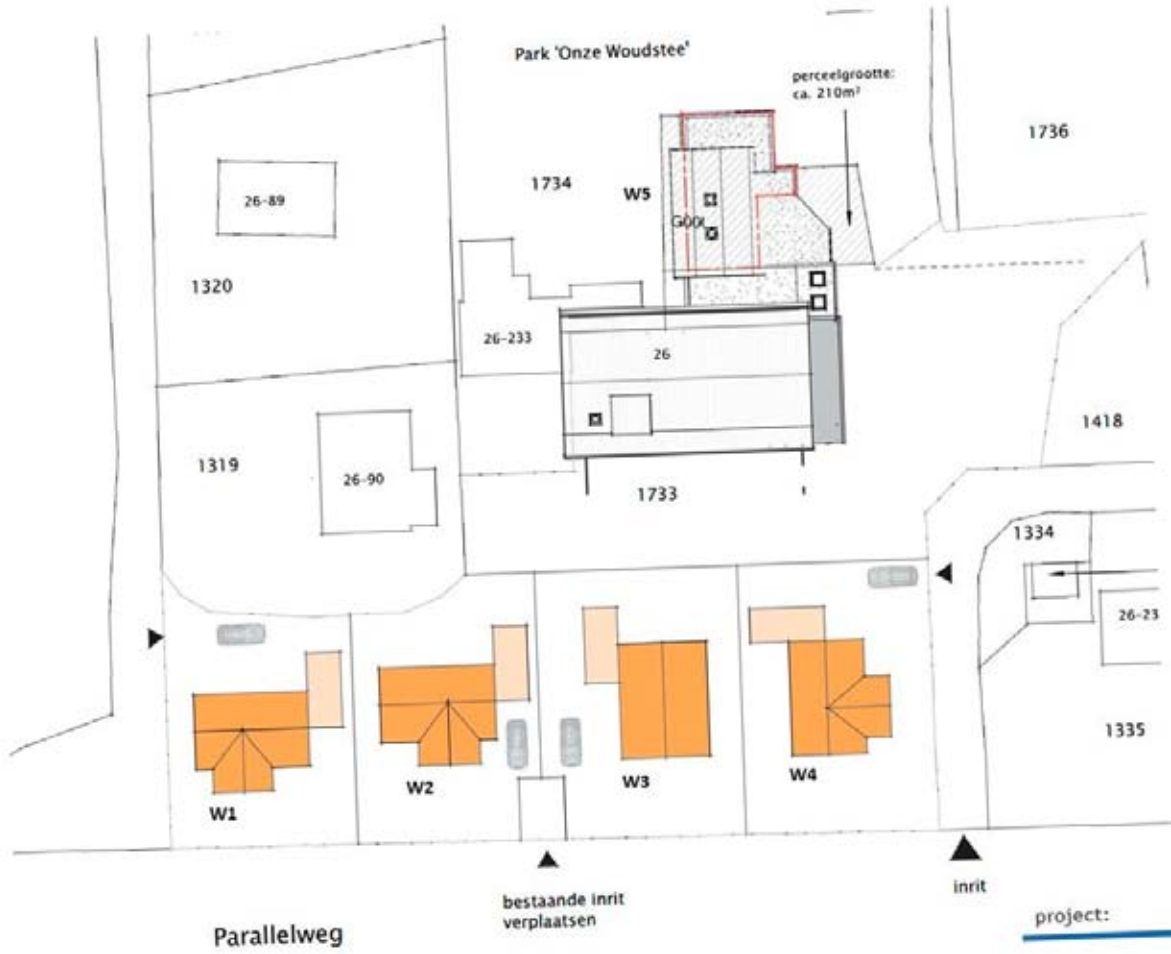 Park 'Onze Woudstee'
perceelgrootte:
ca. 210m²
1736
1734
W5
26-89
1320
26-233
26
1418
1319
26-90
1733
1334
26-23
1335
W1
W2
W3
W4
bestaande inrit
verplaatsen
inrit
Parallelweg
project: